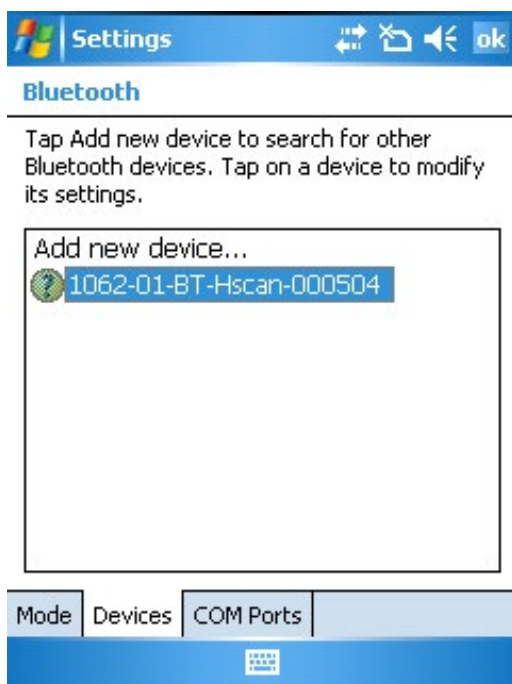 Settings ok
Bluetooth
Tap Add new device to search for other
Bluetooth devices. Tap on a device to modify
its settings.
Add new device...
1062-01-BT-Hscan-000504
Mode Devices COM Ports